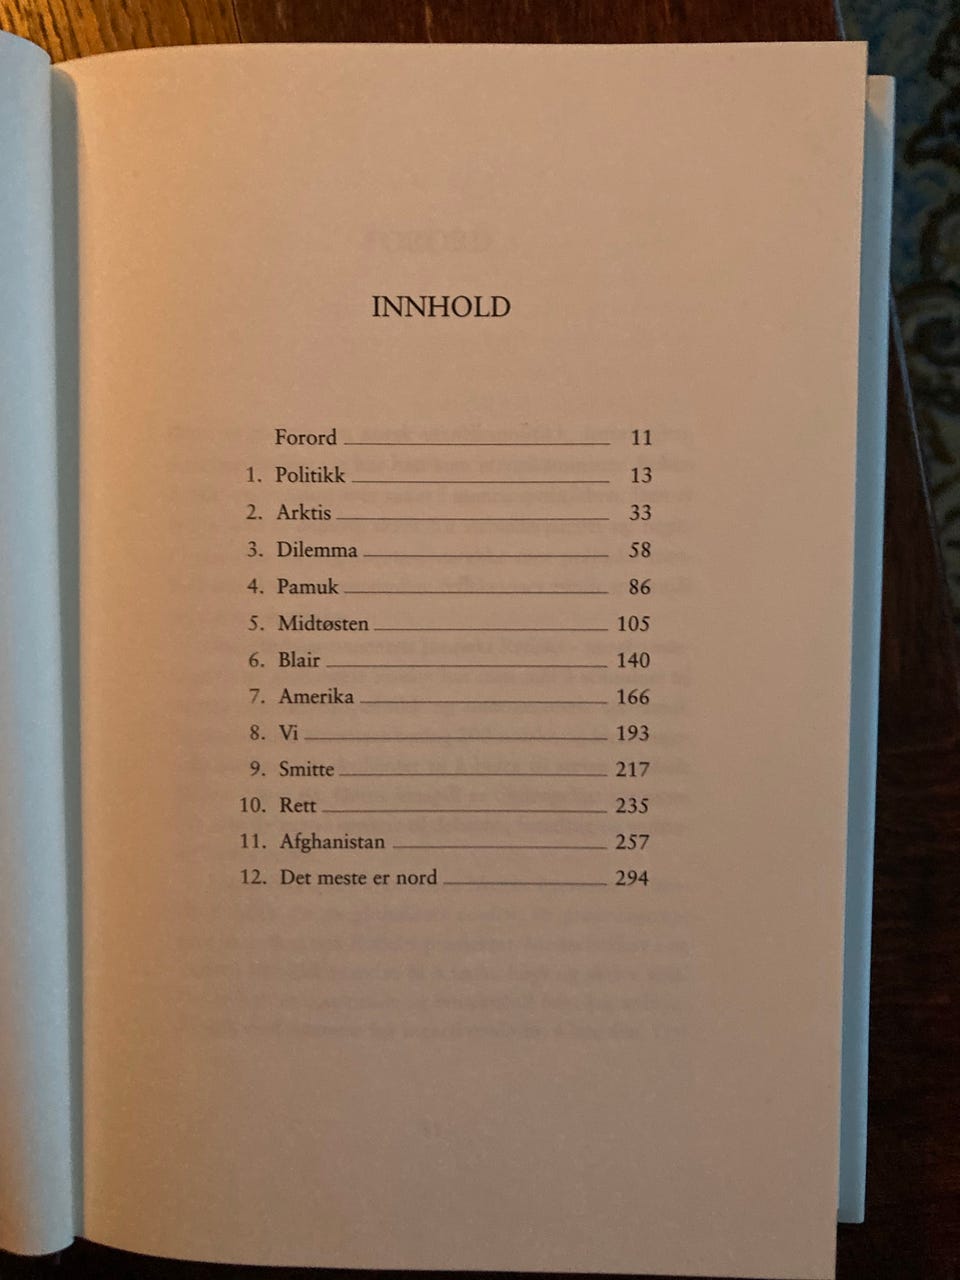 INNHOLD
Forord 11
1. Politikk 13
2. Arktis 33
3. Dilemma 58
4. Pamuk 86
5. Midtøsten 105
6. Blair 140
7. Amerika 166
8. Vi 193
9. Smitte 217
10. Rett 235
11. Afghanistan 257
12. Det meste er nord 294